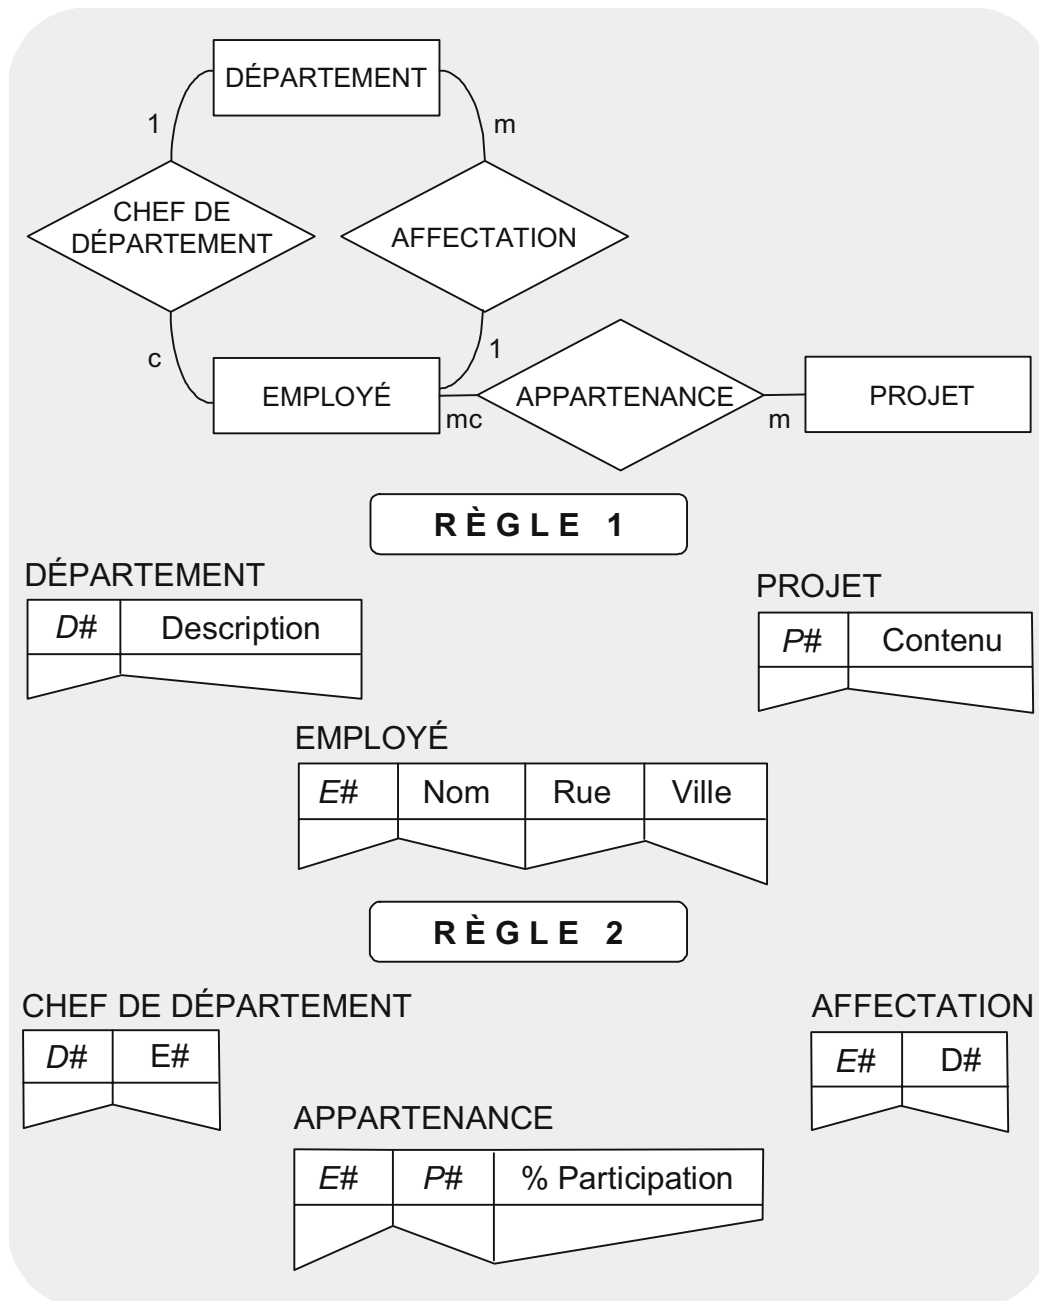 DÉPARTEMENT
1
m
CHEF DE
DÉPARTEMENT
AFFECTATION
c
1
EMPLOYÉ
APPARTENANCE
PROJET
mc
m
RÈGLE 1
DÉPARTEMENT
PROJET
D# Description
P# Contenu
EMPLOYÉ
E# Nom Rue Ville
RÈGLE 2
CHEF DE DÉPARTEMENT
AFFECTATION
D# E#
E# D#
APPARTENANCE
E# P# % Participation